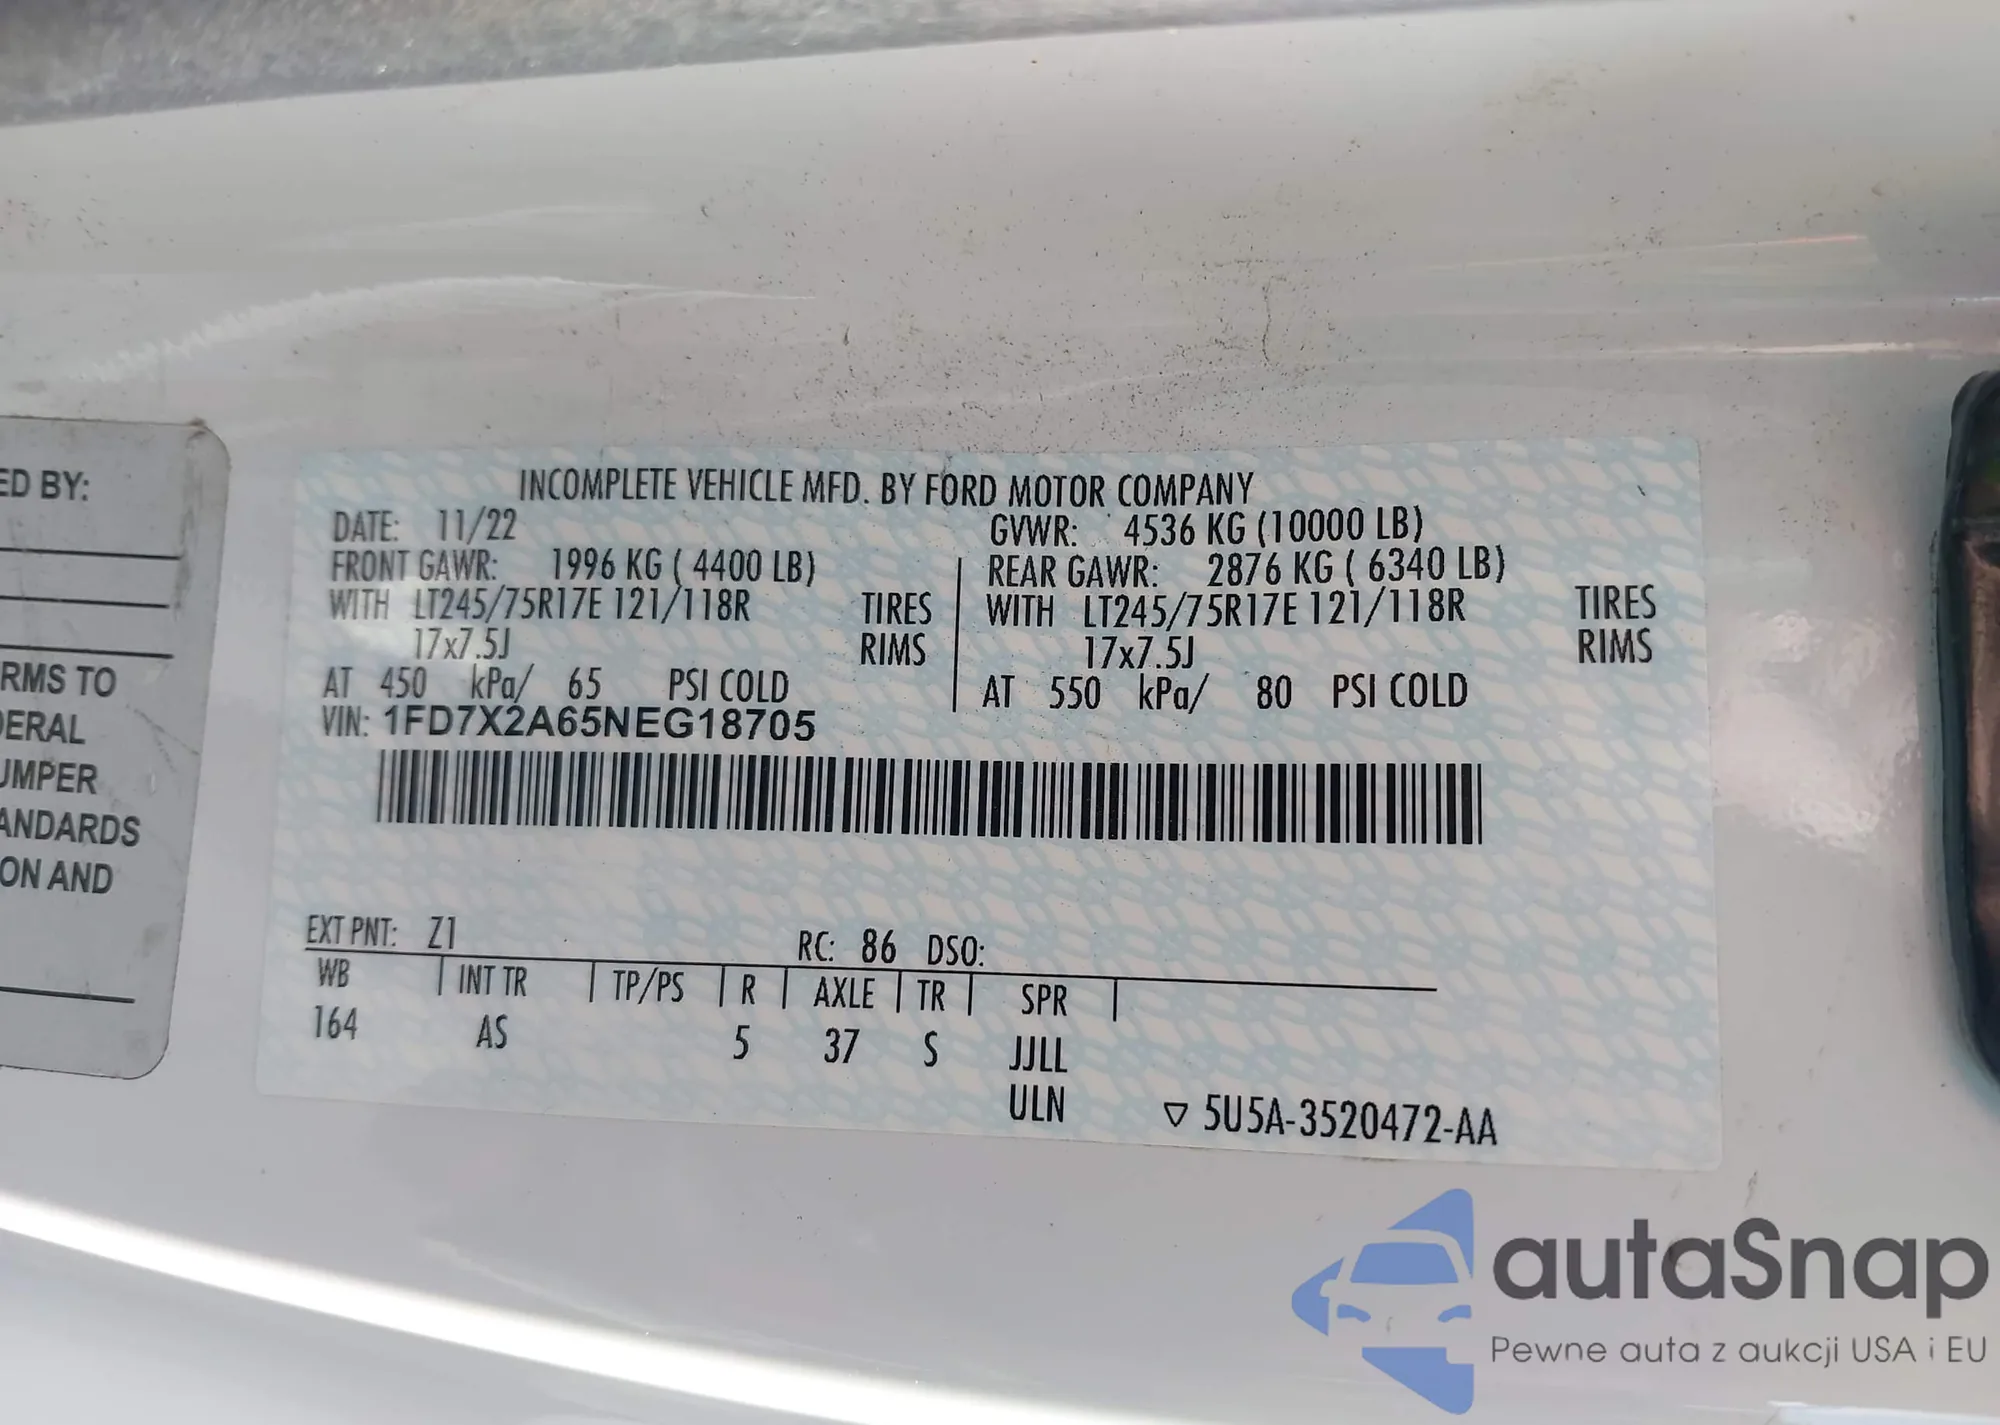 ED BY:
RMS TO
DERAL
UMPER
ANDARDS
ON AND
INCOMPLETE VEHICLE MFD. BY FORD MOTOR COMPANY
DATE: 11/22 GVWR: 4536 KG (10000 LB)
FRONT GAWR: 1996 KG ( 4400 LB) REAR GAWR: 2876 KG ( 6340 LB)
WITH LT245/75R17E 121/118R TIRES WITH LT245/75R17E 121/118R TIRES
17x7.5J RIMS 17x7.5J RIMS
AT 450 kPa/ 65 PSI COLD AT 550 kPa/ 80 PSI COLD
VIN: 1FD7X2A65NEG18705
EXT PNT: Z1 RC: 86 DSO:
WB INT TR TP/PS R AXLE TR SPR
164 AS 5 37 S JJLL
ULN ▽ 5U5A-3520472-AA
autaSnap
Pewne auta z aukcji USA i EU